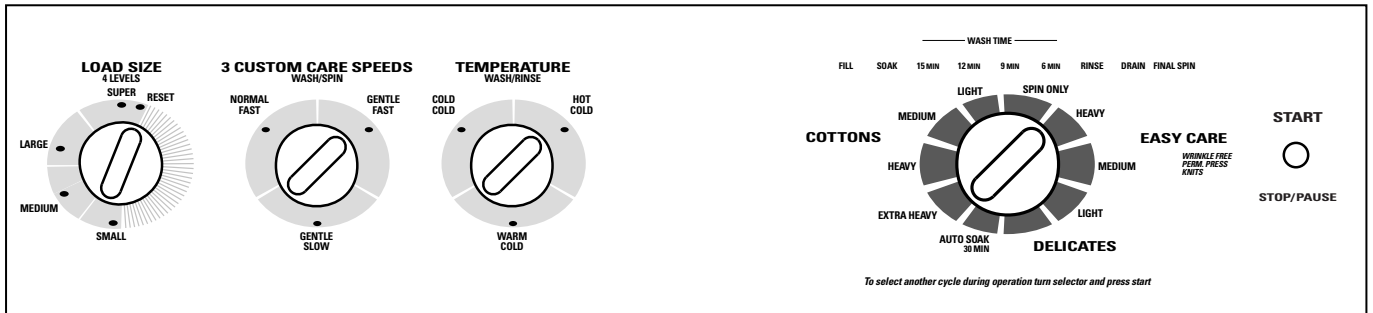 LOAD SIZE
4 LEVELS
SUPER
RESET
LARGE
MEDIUM
SMALL
3 CUSTOM CARE SPEEDS
WASH/SPIN
NORMAL
FAST
GENTLE
FAST
GENTLE
SLOW
TEMPERATURE
WASH/RINSE
COLD
COLD
HOT
COLD
WARM
COLD
WASH TIME
FILL SOAK 15 MIN 12 MIN 9 MIN 6 MIN RINSE DRAIN FINAL SPIN
COTTONS
LIGHT
MEDIUM
HEAVY
EXTRA HEAVY
AUTO SOAK
30 MIN
SPIN ONLY
HEAVY
MEDIUM
LIGHT
EASY CARE
WRINKLE FREE
PERM. PRESS
KNITS
DELICATES
To select another cycle during operation turn selector and press start
START
STOP/PAUSE